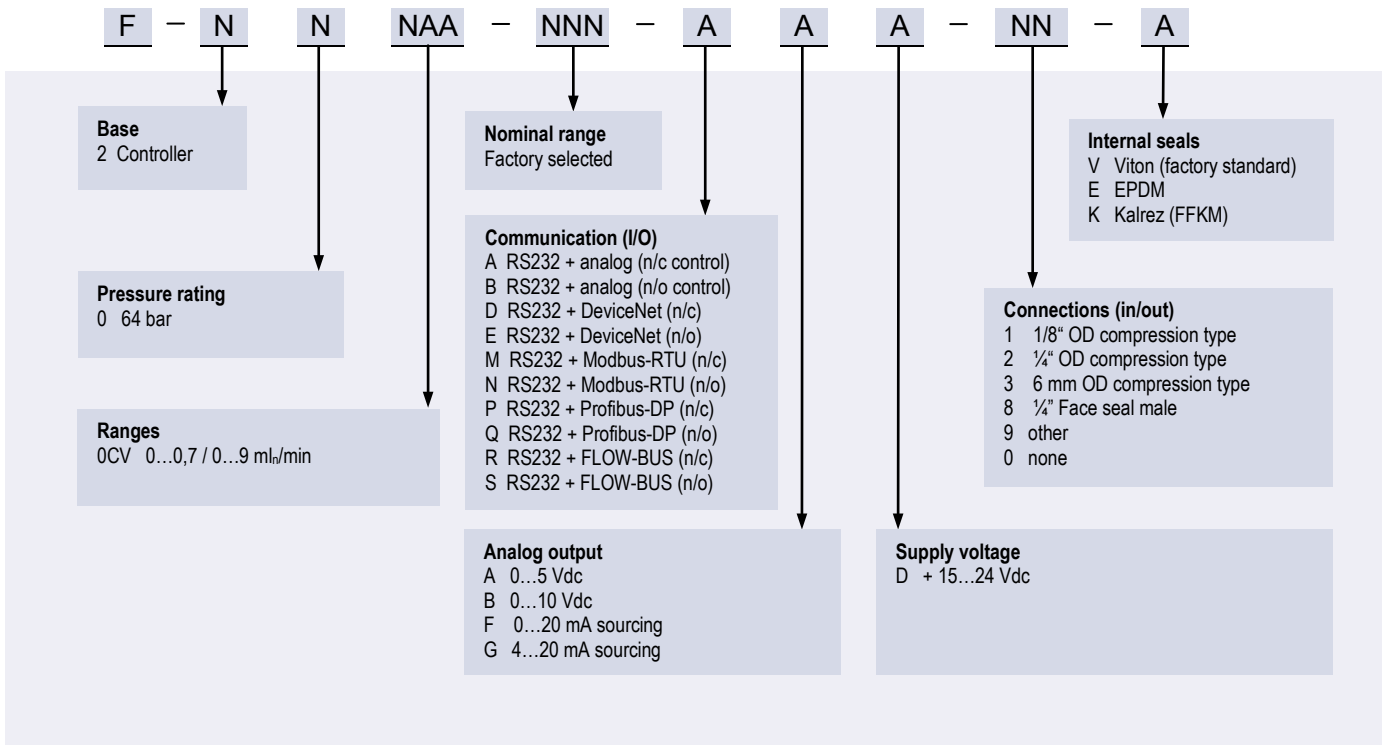 F – N N NAA – NNN – A A A – NN – A
Base
2 Controller
Pressure rating
0 64 bar
Ranges
0CV 0…0,7 / 0…9 mlₙ/min
Nominal range
Factory selected
Communication (I/O)
A RS232 + analog (n/c control)
B RS232 + analog (n/o control)
D RS232 + DeviceNet (n/c)
E RS232 + DeviceNet (n/o)
M RS232 + Modbus-RTU (n/c)
N RS232 + Modbus-RTU (n/o)
P RS232 + Profibus-DP (n/c)
Q RS232 + Profibus-DP (n/o)
R RS232 + FLOW-BUS (n/c)
S RS232 + FLOW-BUS (n/o)
Analog output
A 0…5 Vdc
B 0…10 Vdc
F 0…20 mA sourcing
G 4…20 mA sourcing
Internal seals
V Viton (factory standard)
E EPDM
K Kalrez (FFKM)
Connections (in/out)
1 1/8“ OD compression type
2 ¼“ OD compression type
3 6 mm OD compression type
8 ¼” Face seal male
9 other
0 none
Supply voltage
D + 15…24 Vdc